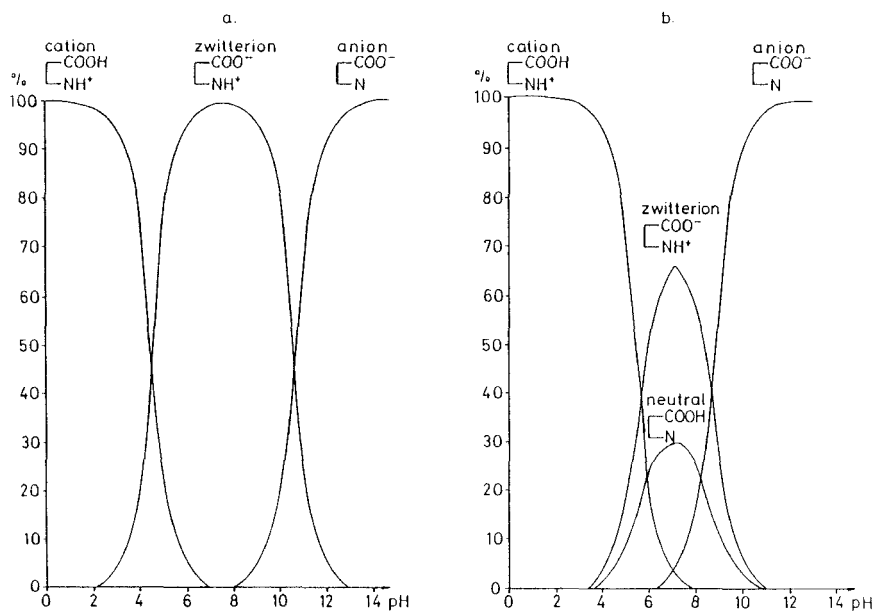 a.
cation
COOH
NH⁺
zwitterion
COO⁻
NH⁺
anion
COO⁻
N
%
100
90
80
70
60
50
40
30
20
10
0
0 2 4 6 8 10 12 14 pH
b.
cation
COOH
NH⁺
anion
COO⁻
N
%
zwitterion
COO⁻
NH⁺
neutral
COOH
N
100
90
80
70
60
50
40
30
20
10
0
0 2 4 6 8 10 12 14 pH